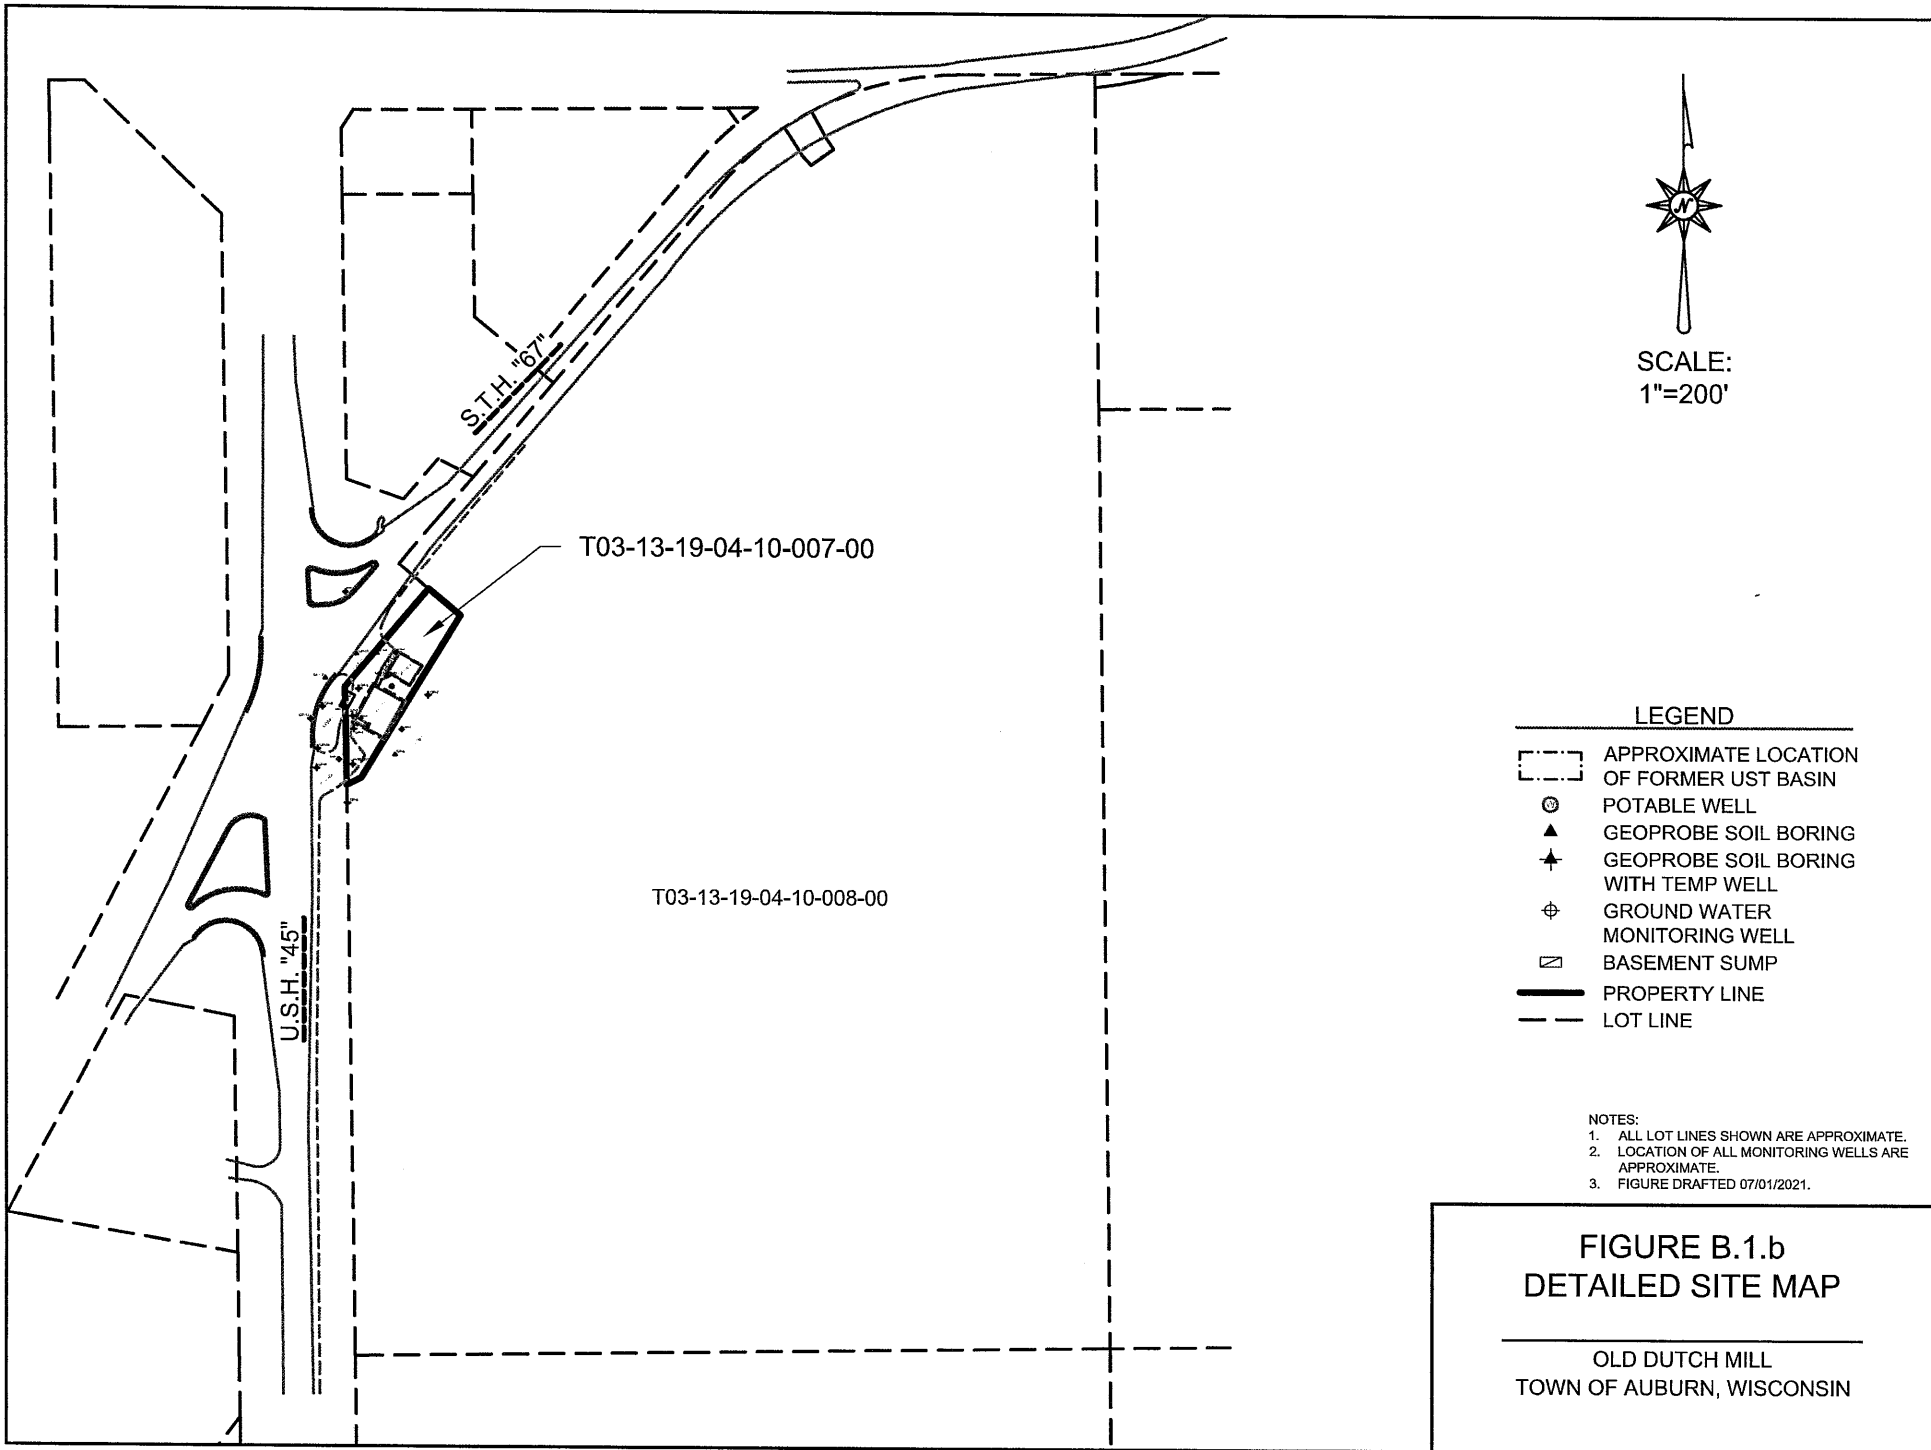 N
SCALE:
1"=200'
S.T.H. "67"
T03-13-19-04-10-007-00
T03-13-19-04-10-008-00
U.S.H. "45"
LEGEND
APPROXIMATE LOCATION
OF FORMER UST BASIN
POTABLE WELL
GEOPROBE SOIL BORING
GEOPROBE SOIL BORING
WITH TEMP WELL
GROUND WATER
MONITORING WELL
BASEMENT SUMP
PROPERTY LINE
LOT LINE
NOTES:
1. ALL LOT LINES SHOWN ARE APPROXIMATE.
2. LOCATION OF ALL MONITORING WELLS ARE
APPROXIMATE.
3. FIGURE DRAFTED 07/01/2021.
FIGURE B.1.b
DETAILED SITE MAP
OLD DUTCH MILL
TOWN OF AUBURN, WISCONSIN